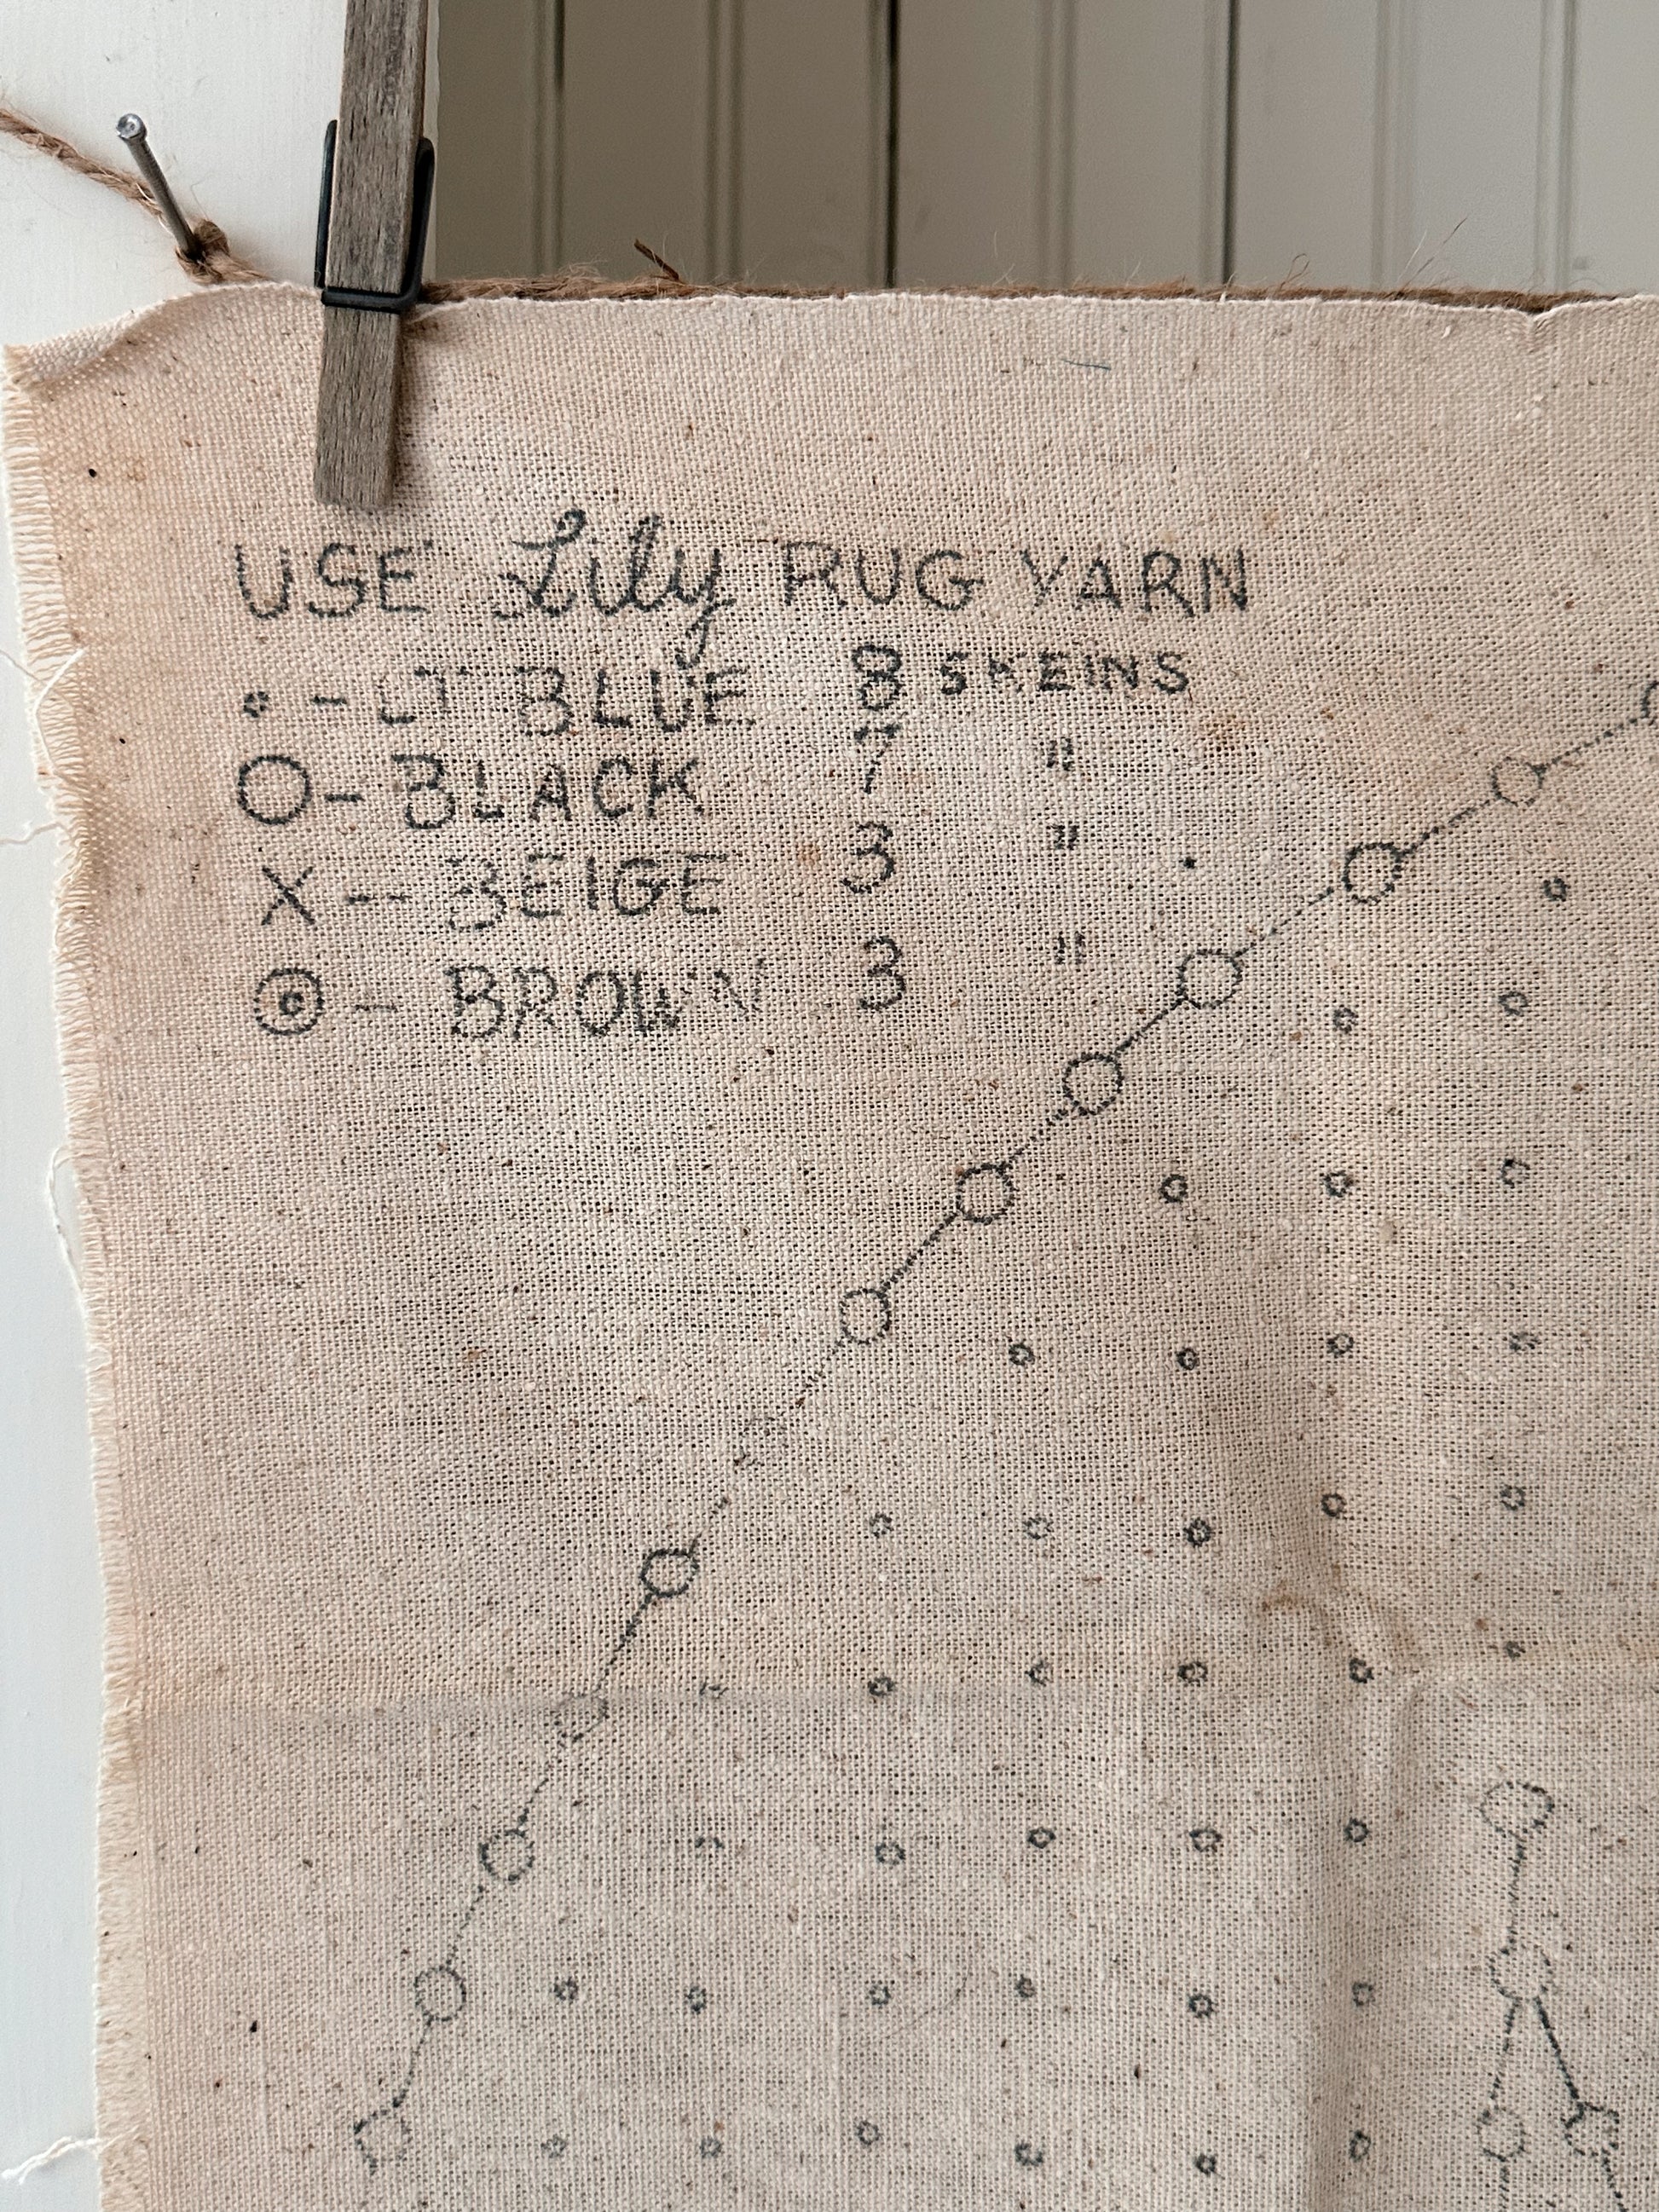 USE Lily RUG YARN
• - LT BLUE 8 SKEINS
O - BLACK 7 "
X -- BEIGE 3 "
⊙ - BROWN 3 "